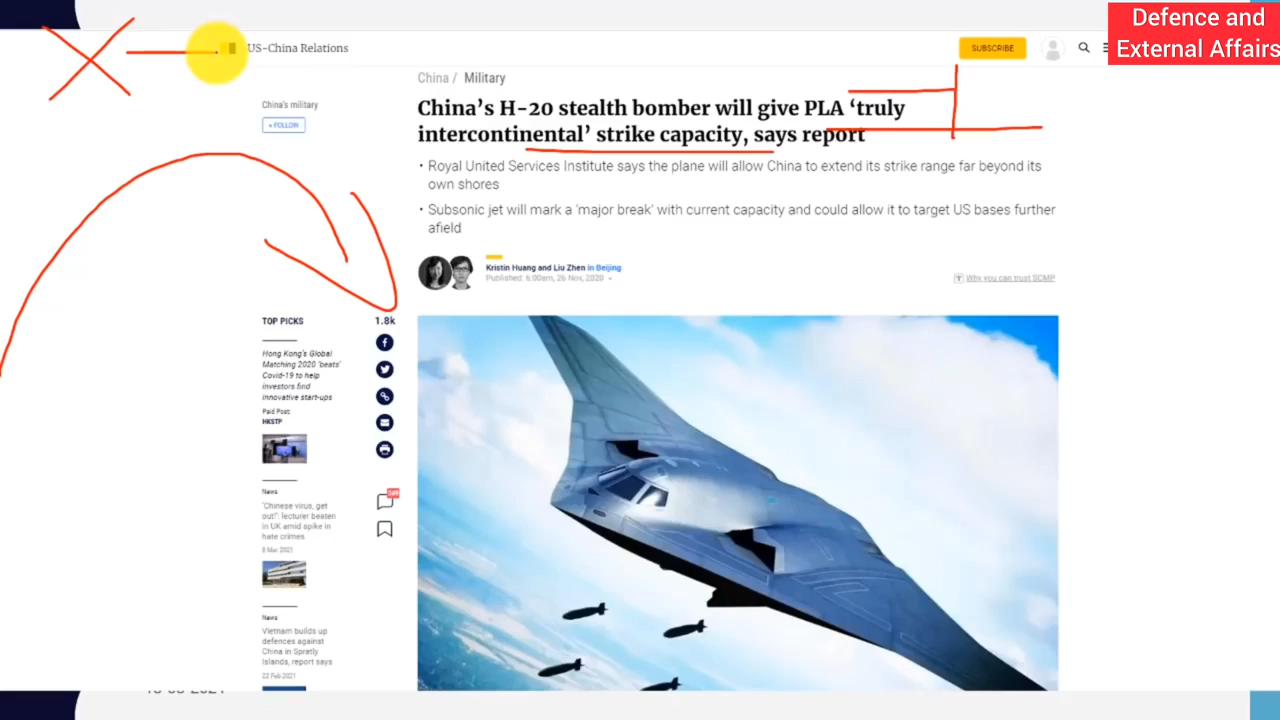 Defence and
External Affairs
US-China Relations
SUBSCRIBE
China / Military
China's military
+ FOLLOW
China's H-20 stealth bomber will give PLA 'truly
intercontinental' strike capacity, says report
• Royal United Services Institute says the plane will allow China to extend its strike range far beyond its
own shores
• Subsonic jet will mark a 'major break' with current capacity and could allow it to target US bases further
afield
Kristin Huang and Liu Zhen in Beijing
Published: 6:00am, 26 Nov, 2020
Why you can trust SCMP
TOP PICKS
1.8k
Hong Kong's Global
Matching 2020 'beats'
Covid-19 to help
investors find
innovative start-ups
Paid Post:
HKSTP
News
'Chinese virus, get
out!': lecturer beaten
in UK amid spike in
hate crimes
8 Mar 2021
News
Vietnam builds up
defences against
China in Spratly
Islands, report says
22 Feb 2021